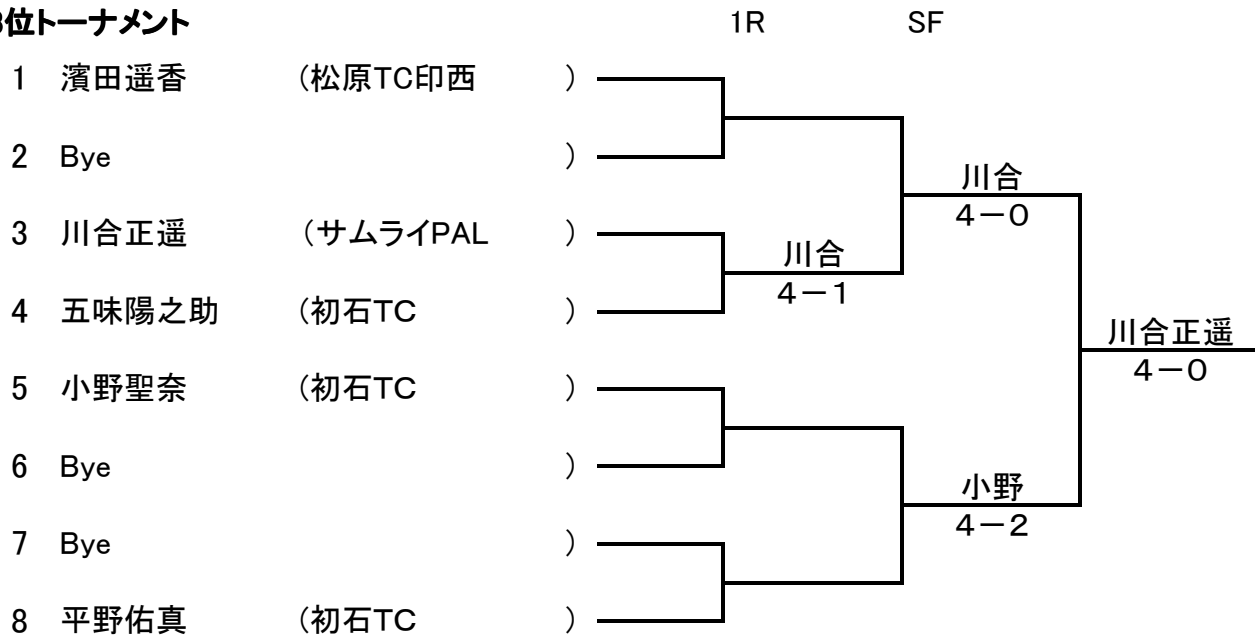 位トーナメント 1R SF
1 濱田遥香 (松原TC印西 )
2 Bye )
川合
4-0
3 川合正遥 (サムライPAL )
川合
4-1
4 五味陽之助 (初石TC )
川合正遥
4-0
5 小野聖奈 (初石TC )
6 Bye )
小野
4-2
7 Bye )
8 平野佑真 (初石TC )